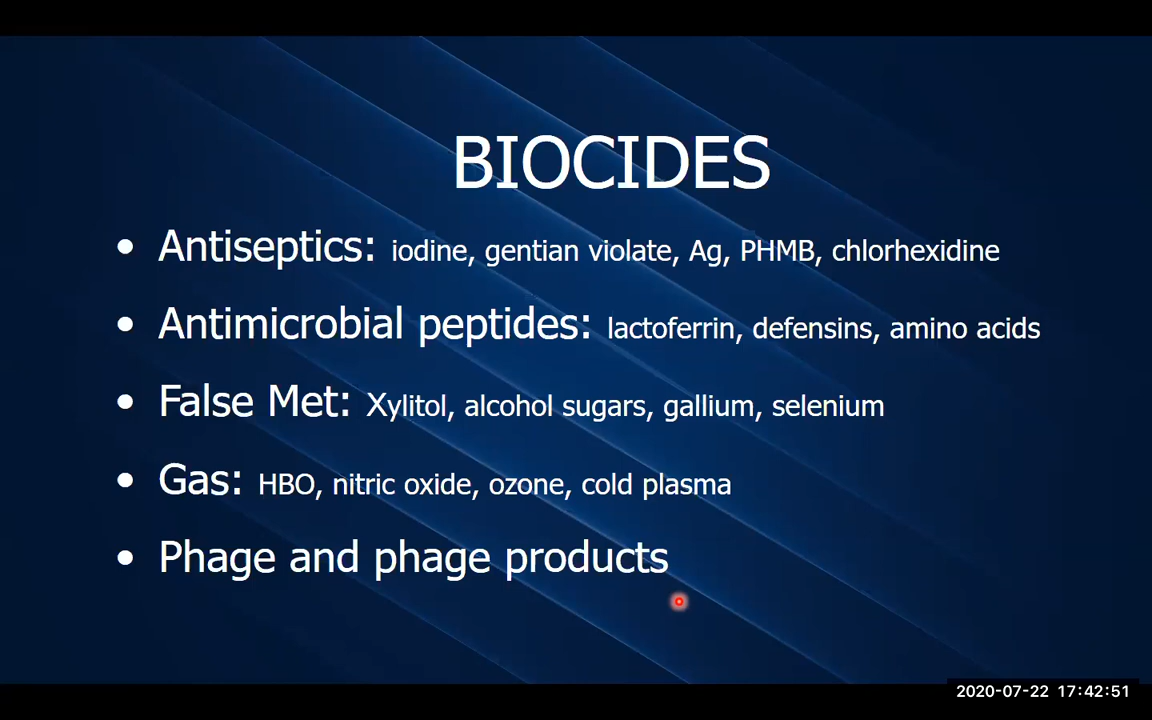 BIOCIDES
• Antiseptics: iodine, gentian violate, Ag, PHMB, chlorhexidine
• Antimicrobial peptides: lactoferrin, defensins, amino acids
• False Met: Xylitol, alcohol sugars, gallium, selenium
• Gas: HBO, nitric oxide, ozone, cold plasma
• Phage and phage products
2020-07-22 17:42:51